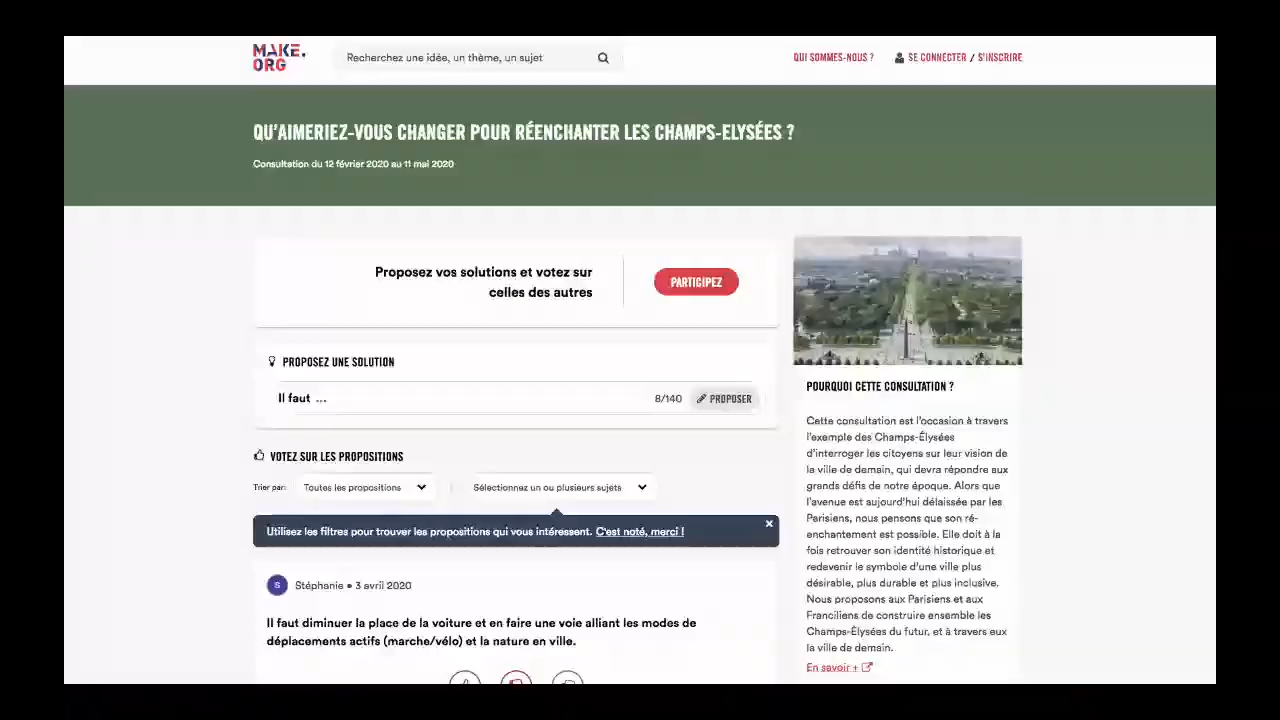 MAKE.
ORG
Recherchez une idée, un thème, un sujet
QUI SOMMES-NOUS ?
SE CONNECTER / S'INSCRIRE
QU'AIMERIEZ-VOUS CHANGER POUR RÉENCHANTER LES CHAMPS-ELYSÉES ?
Consultation du 12 février 2020 au 11 mai 2020
Proposez vos solutions et votez sur
celles des autres
PARTICIPEZ
PROPOSEZ UNE SOLUTION
Il faut ...
8/140
PROPOSER
VOTEZ SUR LES PROPOSITIONS
Trier par:
Toutes les propositions
Sélectionnez un ou plusieurs sujets
Utilisez les filtres pour trouver les propositions qui vous intéressent. C'est noté, merci !
×
S
Stéphanie • 3 avril 2020
Il faut diminuer la place de la voiture et en faire une voie alliant les modes de
déplacements actifs (marche/vélo) et la nature en ville.
POURQUOI CETTE CONSULTATION ?
Cette consultation est l'occasion à travers
l'exemple des Champs-Élysées
d'interroger les citoyens sur leur vision de
la ville de demain, qui devra répondre aux
grands défis de notre époque. Alors que
l'avenue est aujourd'hui délaissée par les
Parisiens, nous pensons que son ré-
enchantement est possible. Elle doit à la
fois retrouver son identité historique et
redevenir le symbole d'une ville plus
désirable, plus durable et plus inclusive.
Nous proposons aux Parisiens et aux
Franciliens de construire ensemble les
Champs-Élysées du futur, et à travers eux
la ville de demain.
En savoir +